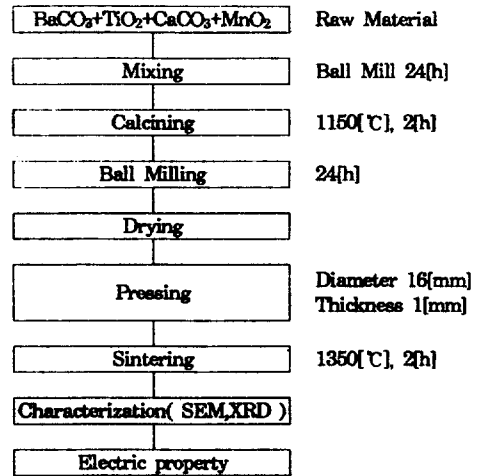 BaCO₃+TiO₂+CaCO₃+MnO₂ Raw Material
Mixing Ball Mill 24[h]
Calcining 1150[℃], 2[h]
Ball Milling 24[h]
Drying
Pressing Diameter 16[mm]
Thickness 1[mm]
Sintering 1350[℃], 2[h]
Characterization( SEM,XRD )
Electric property